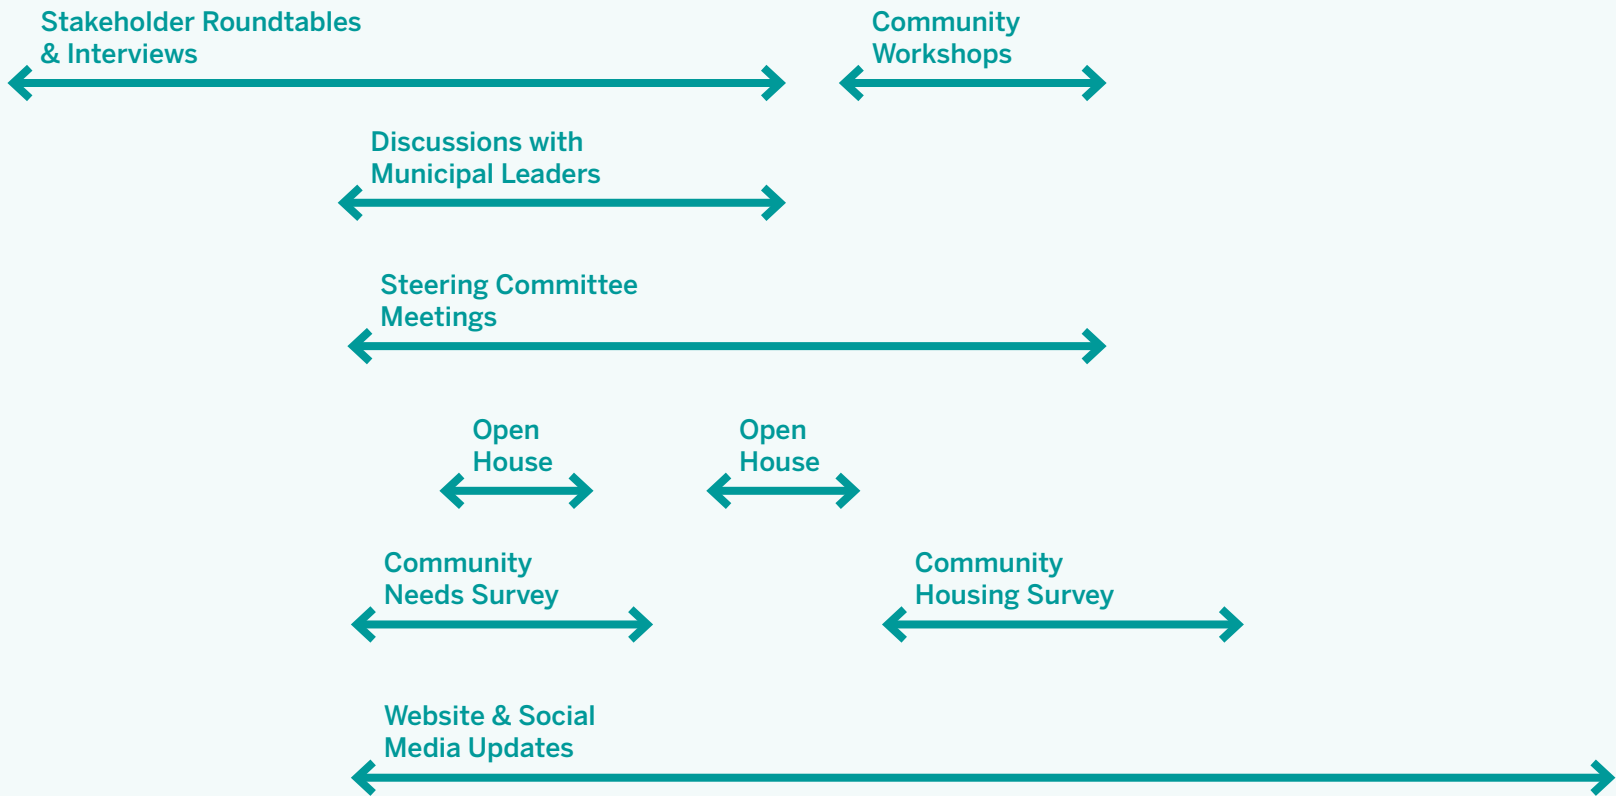 Stakeholder Roundtables
& Interviews
Community
Workshops
Discussions with
Municipal Leaders
Steering Committee
Meetings
Open
House
Open
House
Community
Needs Survey
Community
Housing Survey
Website & Social
Media Updates